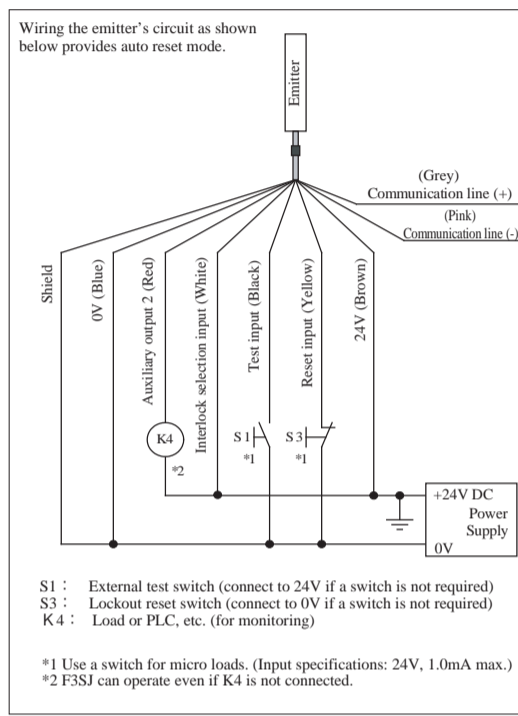 Wiring the emitter's circuit as shown
below provides auto reset mode.
Emitter
(Grey)
Communication line (+)
(Pink)
Communication line (-)
Shield
0V (Blue)
Auxiliary output 2 (Red)
Interlock selection input (White)
Test input (Black)
Reset input (Yellow)
24V (Brown)
K4
*2
S1
*1
S3
*1
+24V DC
Power
Supply
0V
S1 : External test switch (connect to 24V if a switch is not required)
S3 : Lockout reset switch (connect to 0V if a switch is not required)
K4 : Load or PLC, etc. (for monitoring)
*1 Use a switch for micro loads. (Input specifications: 24V, 1.0mA max.)
*2 F3SJ can operate even if K4 is not connected.